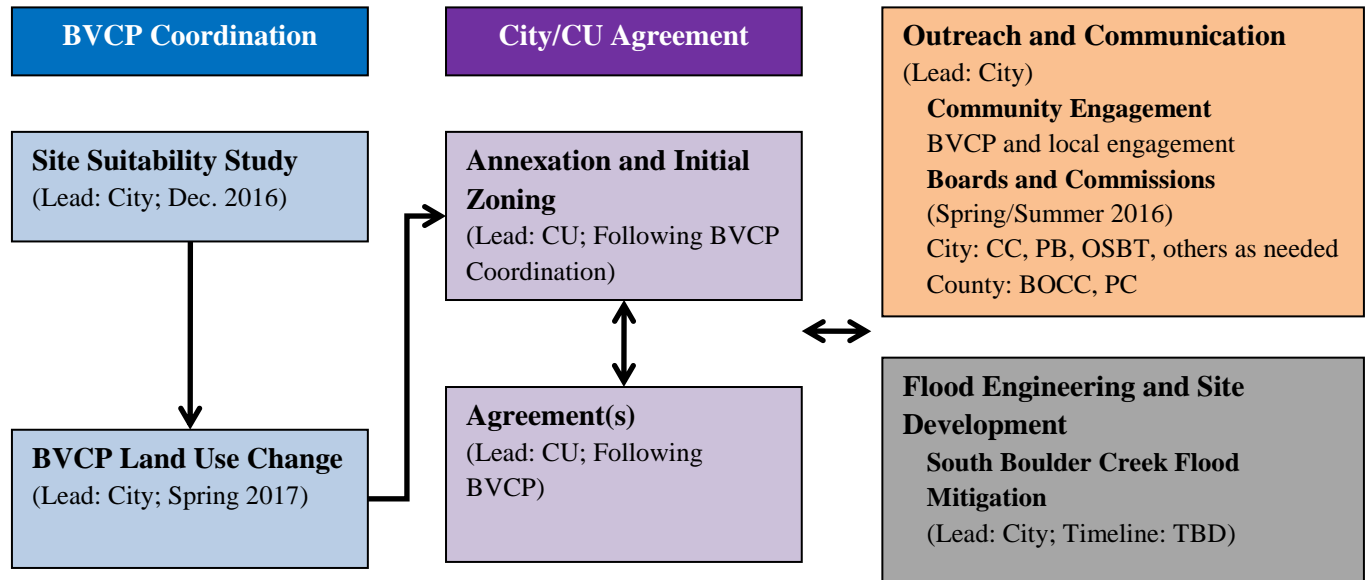 BVCP Coordination
Site Suitability Study
(Lead: City; Dec. 2016)
BVCP Land Use Change
(Lead: City; Spring 2017)
City/CU Agreement
Annexation and Initial
Zoning
(Lead: CU; Following BVCP
Coordination)
Agreement(s)
(Lead: CU; Following
BVCP)
Outreach and Communication
(Lead: City)
Community Engagement
BVCP and local engagement
Boards and Commissions
(Spring/Summer 2016)
City: CC, PB, OSBT, others as needed
County: BOCC, PC
Flood Engineering and Site
Development
South Boulder Creek Flood
Mitigation
(Lead: City; Timeline: TBD)